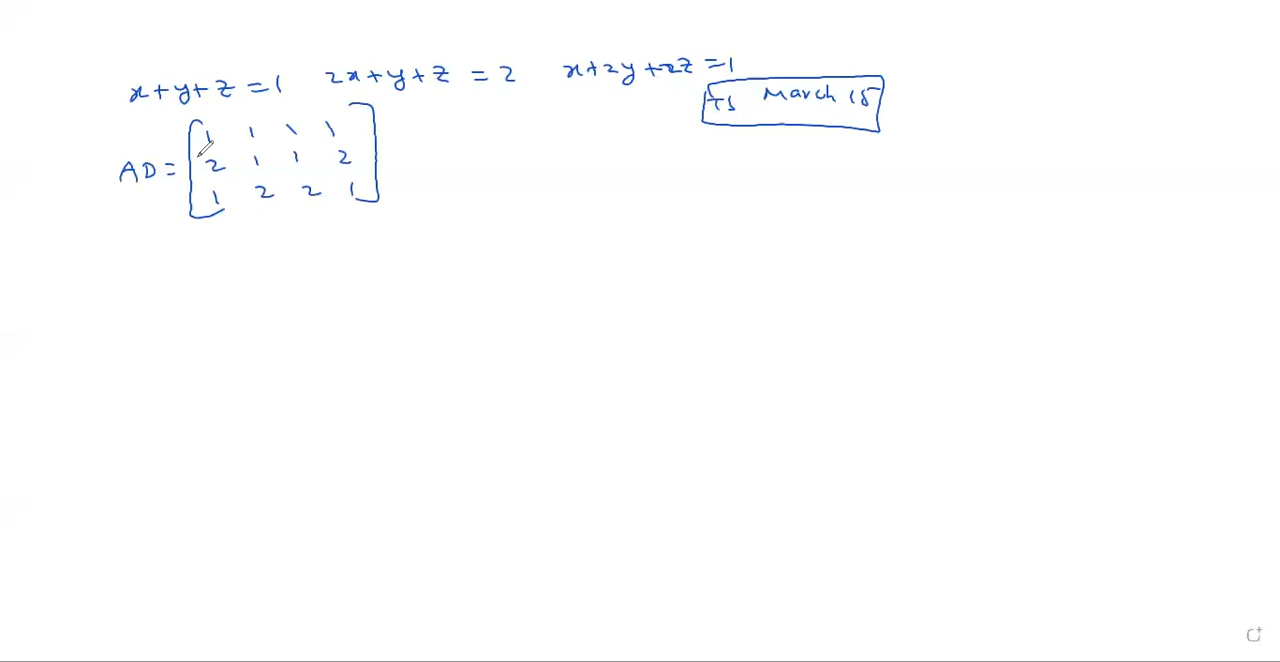 x+y+z=1 2x+y+z=2 x+2y+2z=1
TS March 15
AD=
1 1 1 1
2 1 1 2
1 2 2 1